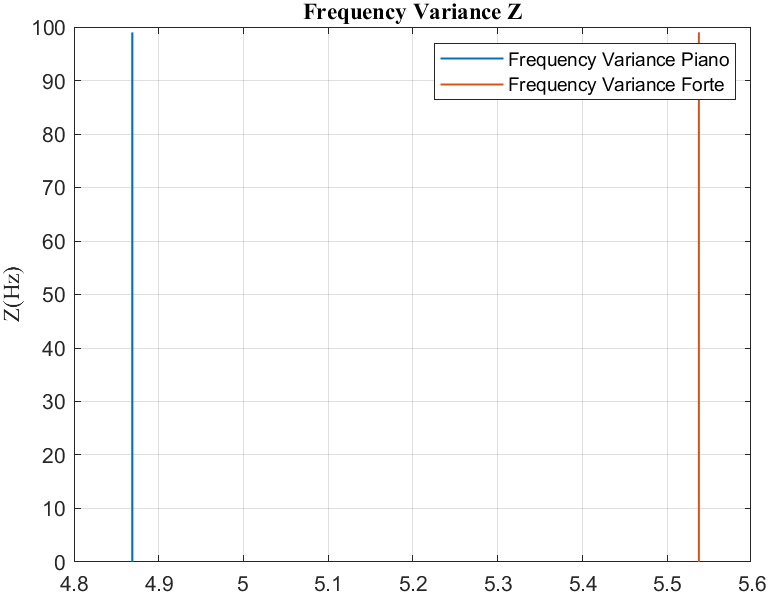 Frequency Variance Z
Frequency Variance Piano
Frequency Variance Forte
100
90
80
70
60
50
40
30
20
10
0
Z(Hz)
4.8 4.9 5 5.1 5.2 5.3 5.4 5.5 5.6